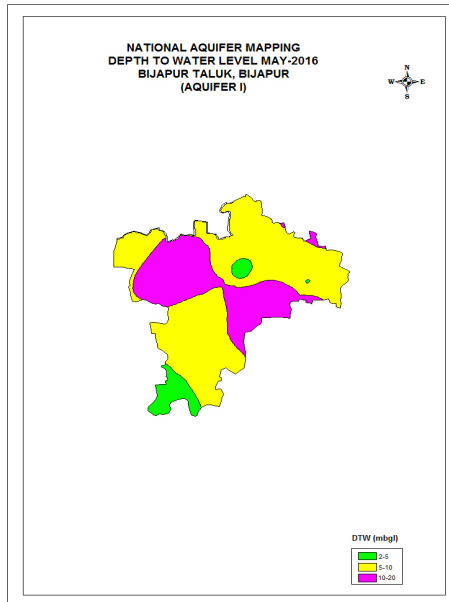 NATIONAL AQUIFER MAPPING
DEPTH TO WATER LEVEL MAY-2016
BIJAPUR TALUK, BIJAPUR
(AQUIFER I)
N
W E
S
DTW (mbgl)
2-5
5-10
10-20